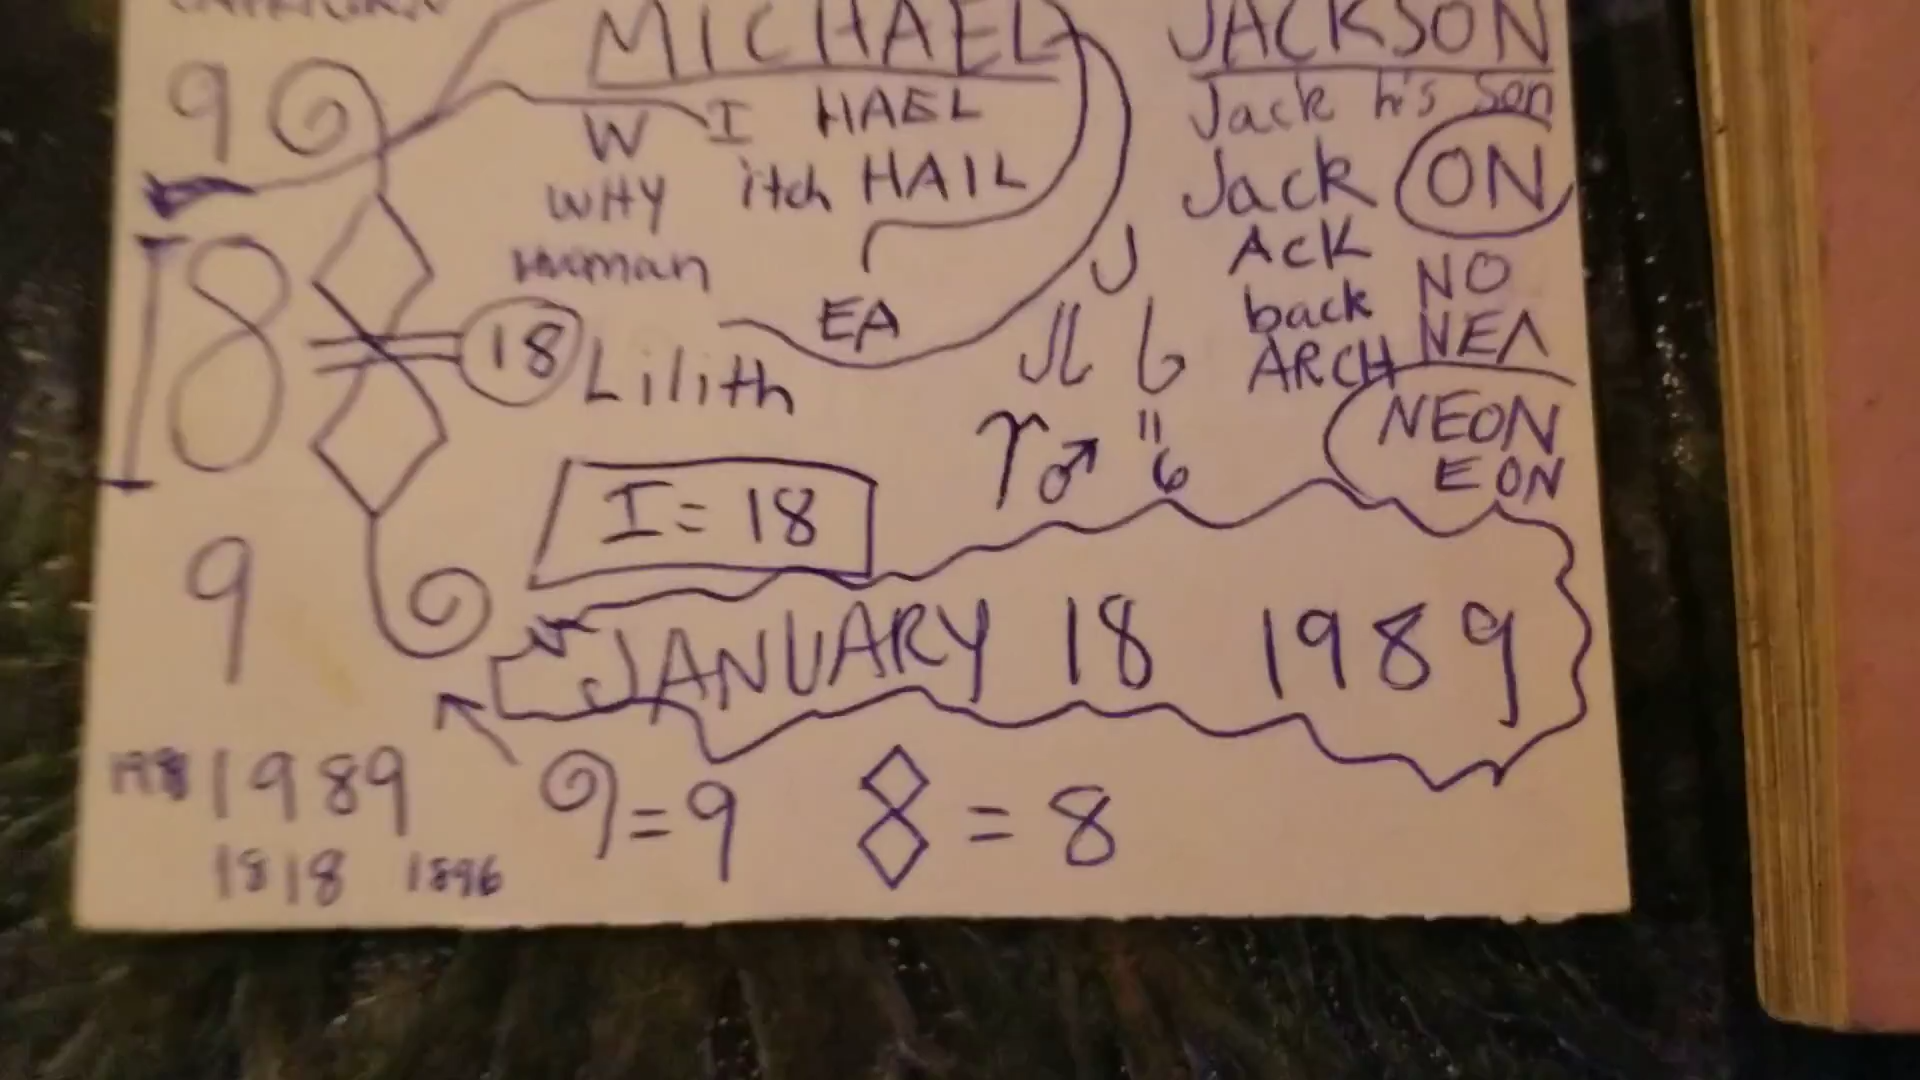 MICHAEL JACKSON
9
W I HAEL
Jack his Son
WHY itch HAIL
Jack ON
Human
Ack NO
18
EA
J
back NEA
18 Lilith
ARCH
NEON
6
EON
I = 18
9
JANUARY 18 1989
198 1989
9 = 9
8 = 8
1818 1896